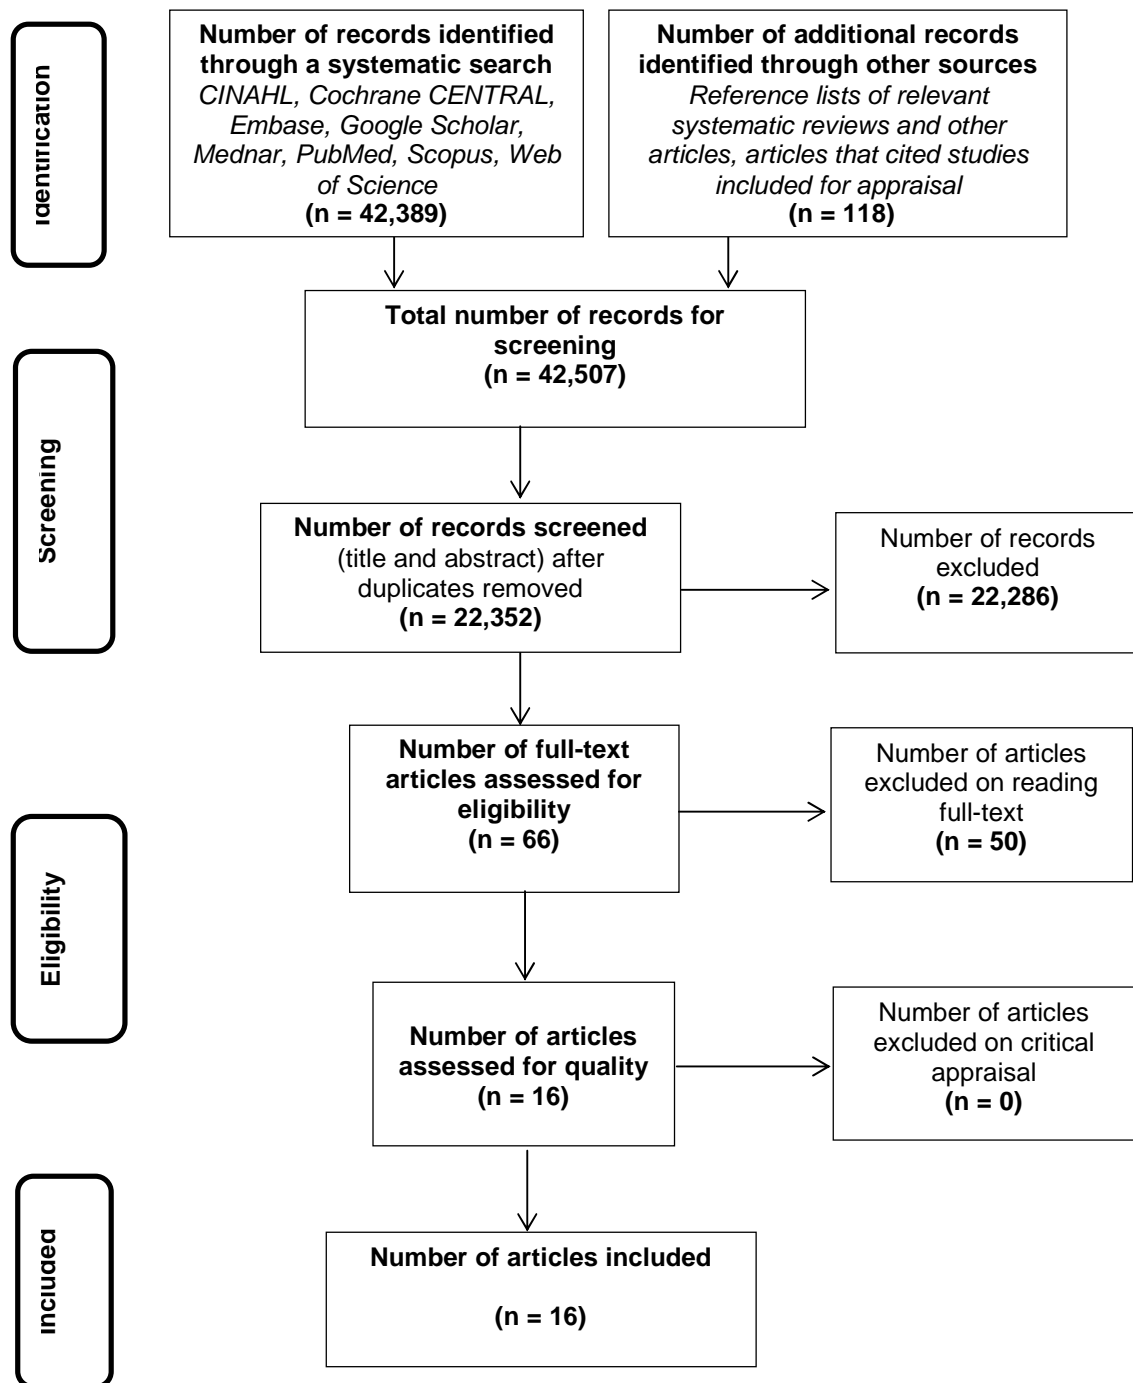 Identification
Number of records identified
through a systematic search
CINAHL, Cochrane CENTRAL,
Embase, Google Scholar,
Mednar, PubMed, Scopus, Web
of Science
(n = 42,389)
Number of additional records
identified through other sources
Reference lists of relevant
systematic reviews and other
articles, articles that cited studies
included for appraisal
(n = 118)
Total number of records for
screening
(n = 42,507)
Screening
Number of records screened
(title and abstract) after
duplicates removed
(n = 22,352)
Number of records
excluded
(n = 22,286)
Number of full-text
articles assessed for
eligibility
(n = 66)
Number of articles
excluded on reading
full-text
(n = 50)
Eligibility
Number of articles
assessed for quality
(n = 16)
Number of articles
excluded on critical
appraisal
(n = 0)
Included
Number of articles included
(n = 16)